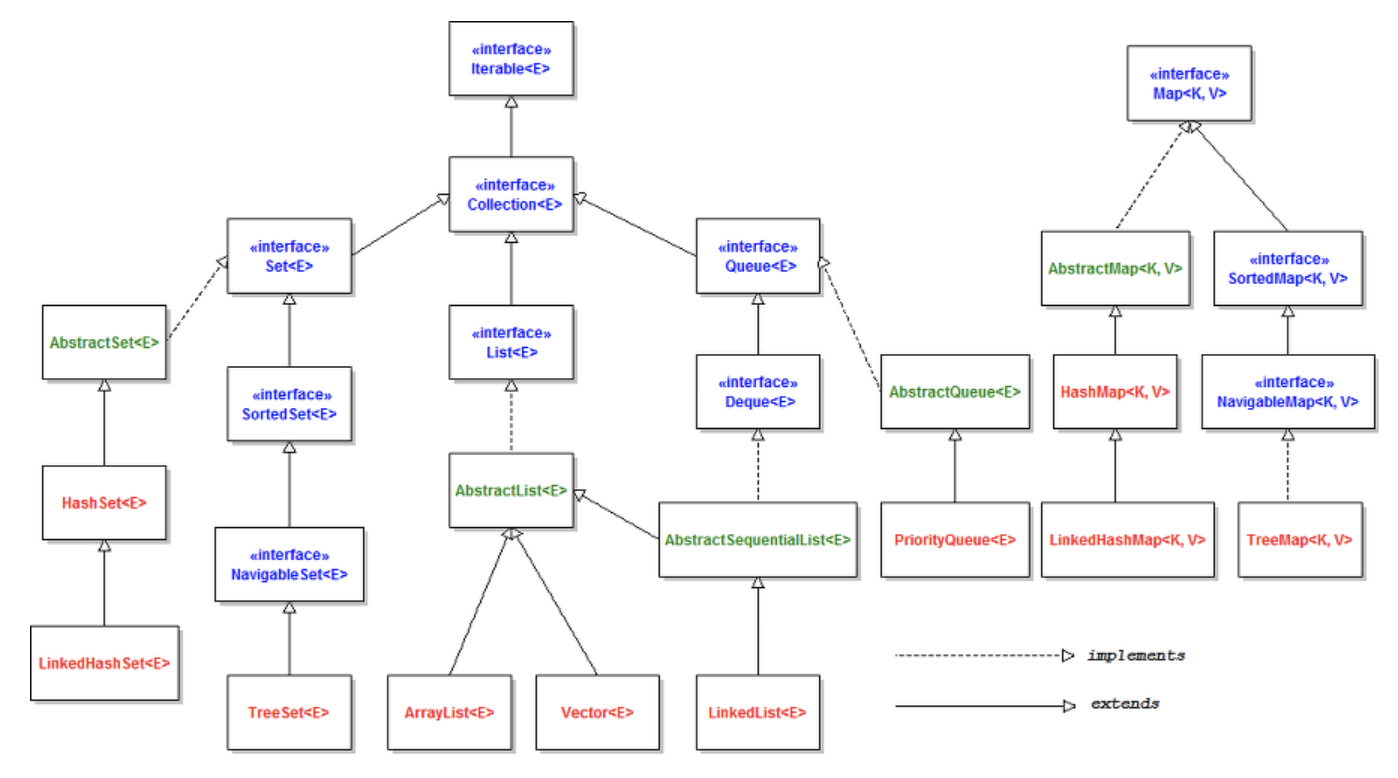 «interface»
Iterable<E>
«interface»
Map<K, V>
«interface»
Collection<E>
«interface»
Set<E>
«interface»
Queue<E>
AbstractMap<K, V>
«interface»
SortedMap<K, V>
AbstractSet<E>
«interface»
List<E>
«interface»
SortedSet<E>
«interface»
Deque<E>
AbstractQueue<E>
HashMap<K, V>
«interface»
NavigableMap<K, V>
HashSet<E>
AbstractList<E>
AbstractSequentialList<E>
PriorityQueue<E>
LinkedHashMap<K, V>
TreeMap<K, V>
«interface»
NavigableSet<E>
LinkedHashSet<E>
TreeSet<E>
ArrayList<E>
Vector<E>
LinkedList<E>
implements
extends